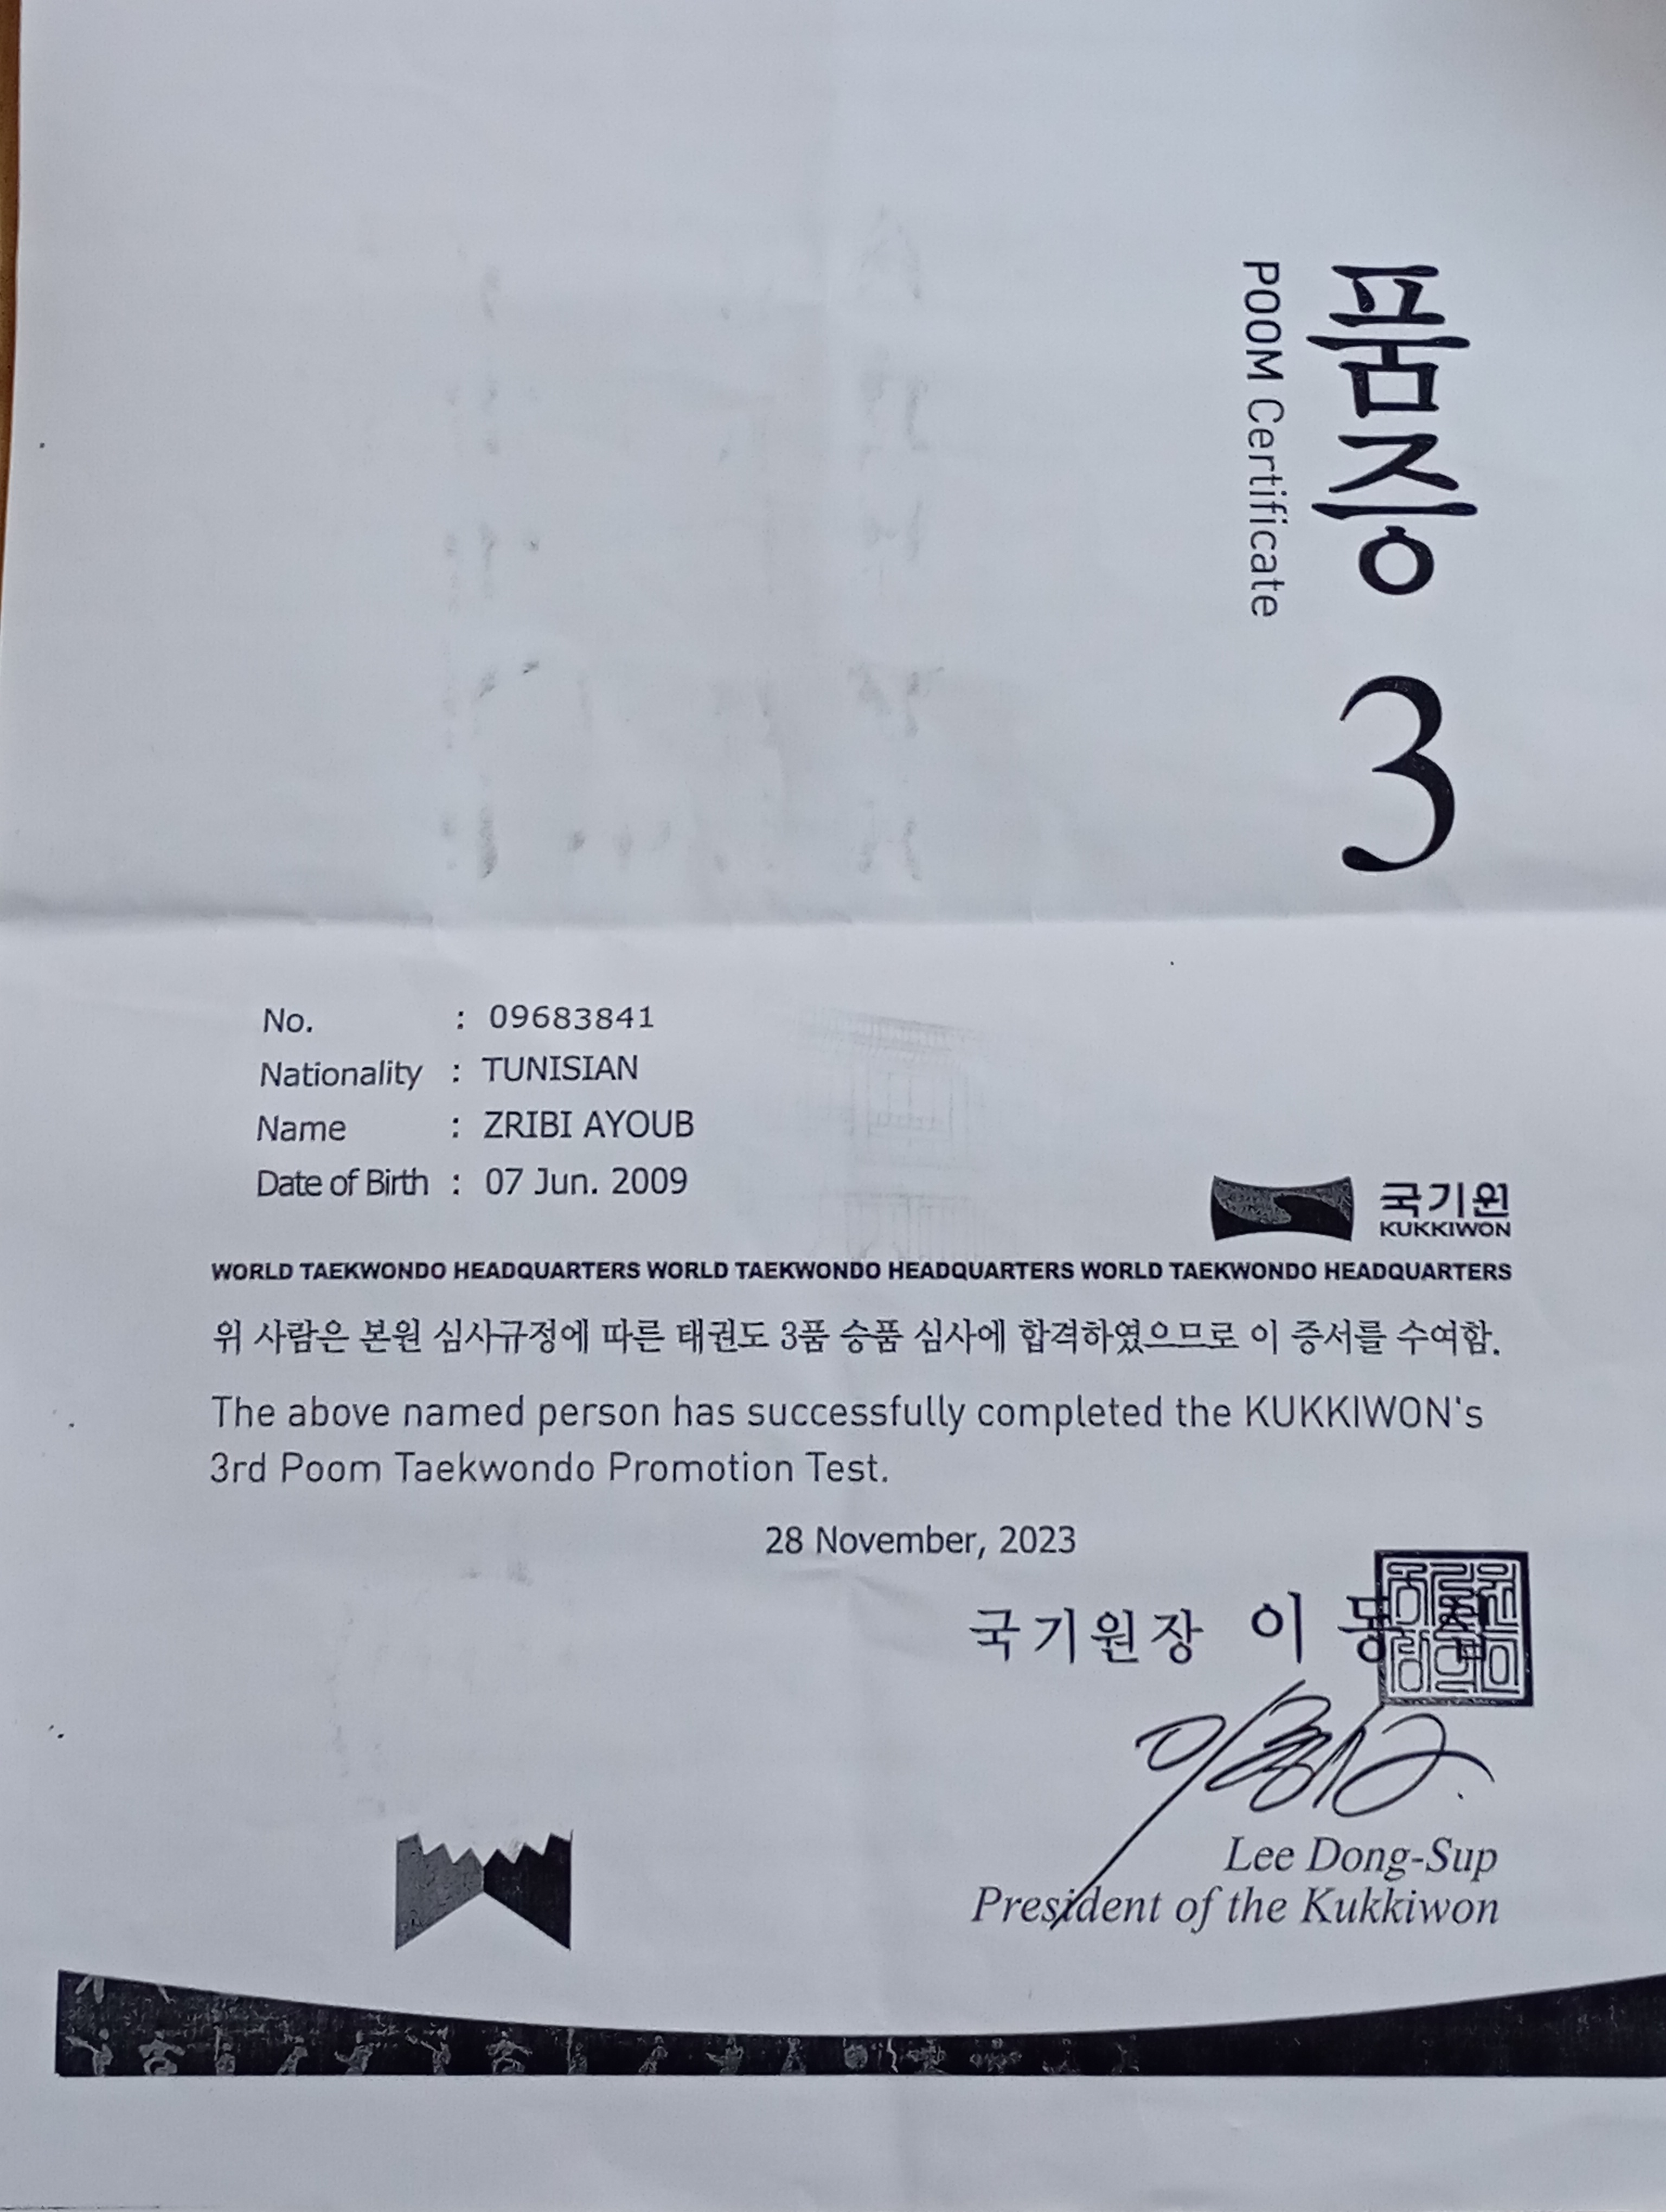 품증
POOM Certificate
3
No. : 09683841
Nationality : TUNISIAN
Name : ZRIBI AYOUB
Date of Birth : 07 Jun. 2009
국기원
KUKKIWON
WORLD TAEKWONDO HEADQUARTERS WORLD TAEKWONDO HEADQUARTERS WORLD TAEKWONDO HEADQUARTERS
위 사람은 본원 심사규정에 따른 태권도 3품 승품 심사에 합격하였으므로 이 증서를 수여함.
The above named person has successfully completed the KUKKIWON's
3rd Poom Taekwondo Promotion Test.
28 November, 2023
국기원장 이 동 섭
Lee Dong-Sup
President of the Kukkiwon